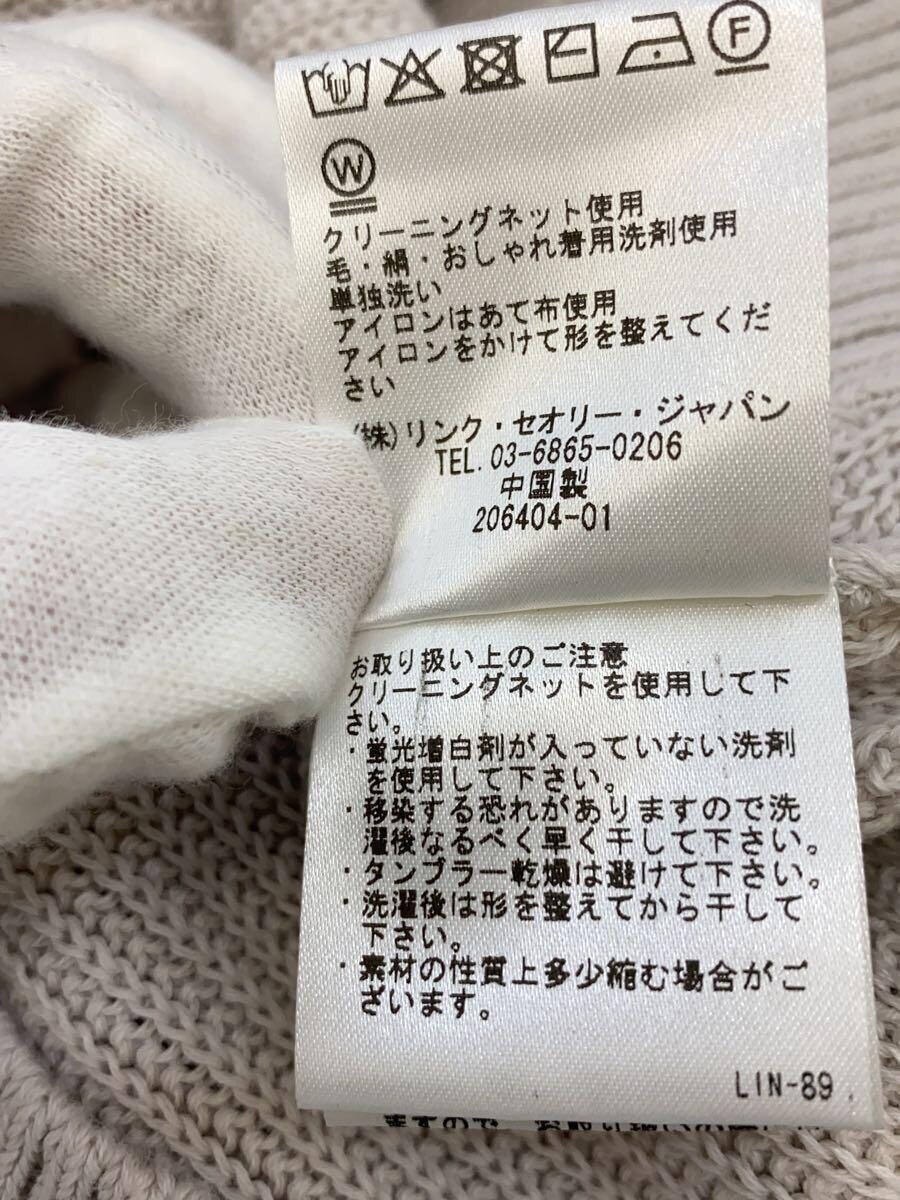 F
W
クリーニングネット使用
毛・絹・おしゃれ着用洗剤使用
単独洗い
アイロンはあて布使用
アイロンをかけて形を整えてくだ
さい
(株)リンク・セオリー・ジャパン
TEL. 03-6865-0206
中国製
206404-01
お取り扱い上のご注意
クリーニングネットを使用して下
さい。
・蛍光増白剤が入っていない洗剤
を使用して下さい。
・移染する恐れがありますので洗
濯後なるべく早く干して下さい。
・タンブラー乾燥は避けて下さい。
・洗濯後は形を整えてから干して
下さい。
・素材の性質上多少縮む場合がご
ざいます。
LIN-89
ますので、お取り扱いの